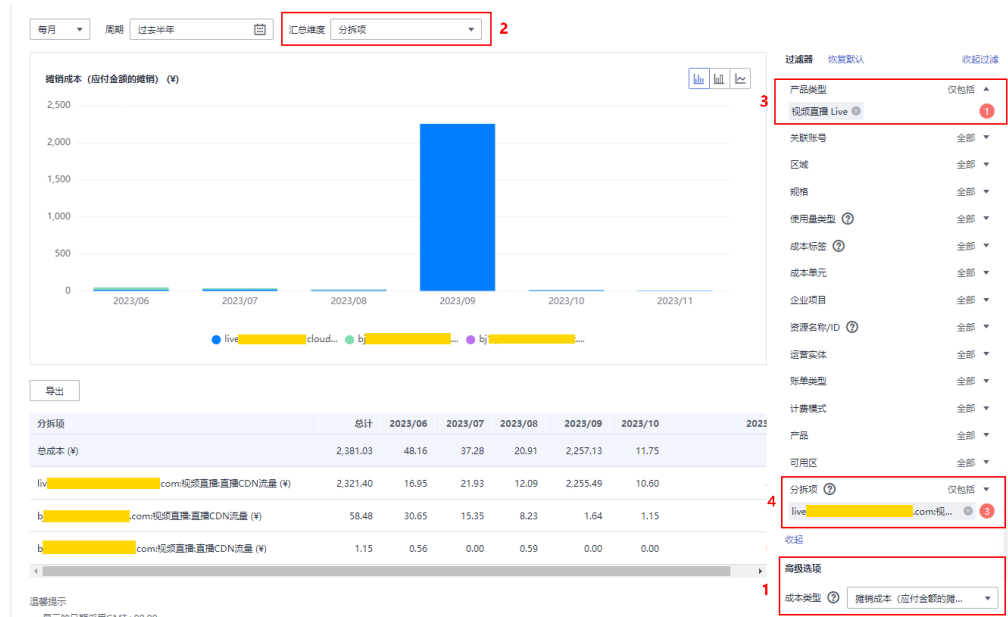 每月 周期 过去半年 汇总维度 分拆项 2
摊销成本（应付金额的摊销）(¥)
2,500
2,000
1,500
1,000
500
0
2023/06 2023/07 2023/08 2023/09 2023/10 2023/11
live cloud... bj ... bj ...
导出
分拆项 总计 2023/06 2023/07 2023/08 2023/09 2023/10 2023
总成本 (¥) 2,381.03 48.16 37.28 20.91 2,257.13 11.75
liv com:视频直播:直播CDN流量 (¥) 2,321.40 16.95 21.93 12.09 2,255.49 10.60
b .com:视频直播:直播CDN流量 (¥) 58.48 30.65 15.35 8.23 1.64 1.15
b com:视频直播:直播CDN流量 (¥) 1.15 0.56 0.00 0.59 0.00 0.00
温馨提示
过滤器 恢复默认 收起过滤
3
产品类型 仅包括
视频直播 Live 1
关联账号 全部
区域 全部
规格 全部
使用量类型 ? 全部
成本标签 ? 全部
成本单元 全部
企业项目 全部
资源名称/ID ? 全部
运营实体 全部
账单类型 全部
计费模式 全部
产品 全部
可用区 全部
4
分拆项 ? 仅包括
live .com:视... 3
收起
1
高级选项
成本类型 ? 摊销成本（应付金额的摊...